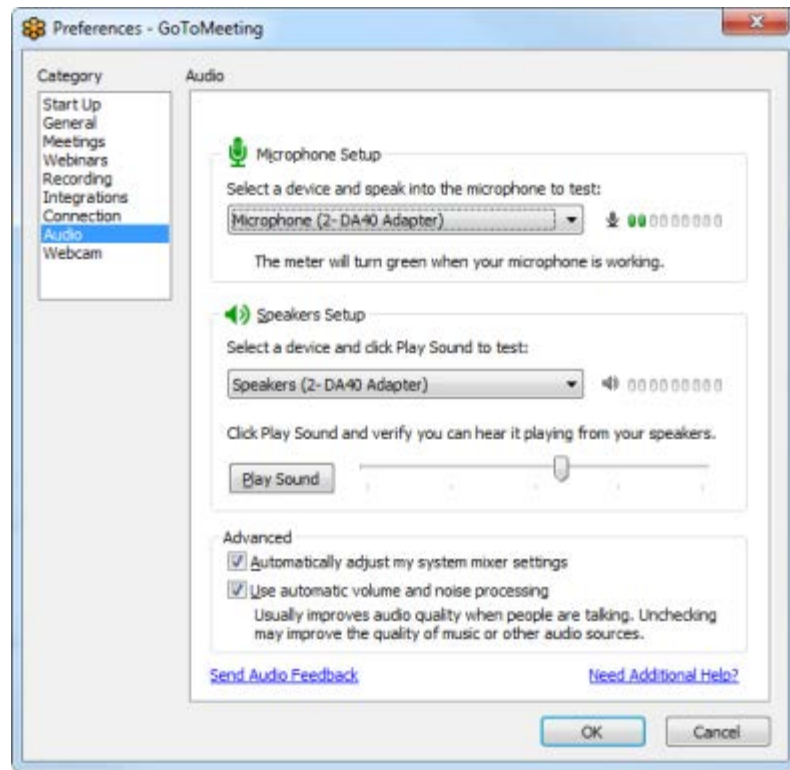 Preferences - GoToMeeting
Category
Start Up
General
Meetings
Webinars
Recording
Integrations
Connection
Audio
Webcam
Audio
Microphone Setup
Select a device and speak into the microphone to test:
Microphone (2- DA40 Adapter)
The meter will turn green when your microphone is working.
Speakers Setup
Select a device and click Play Sound to test:
Speakers (2- DA40 Adapter)
Click Play Sound and verify you can hear it playing from your speakers.
Play Sound
Advanced
Automatically adjust my system mixer settings
Use automatic volume and noise processing
Usually improves audio quality when people are talking. Unchecking
may improve the quality of music or other audio sources.
Send Audio Feedback
Need Additional Help?
OK
Cancel